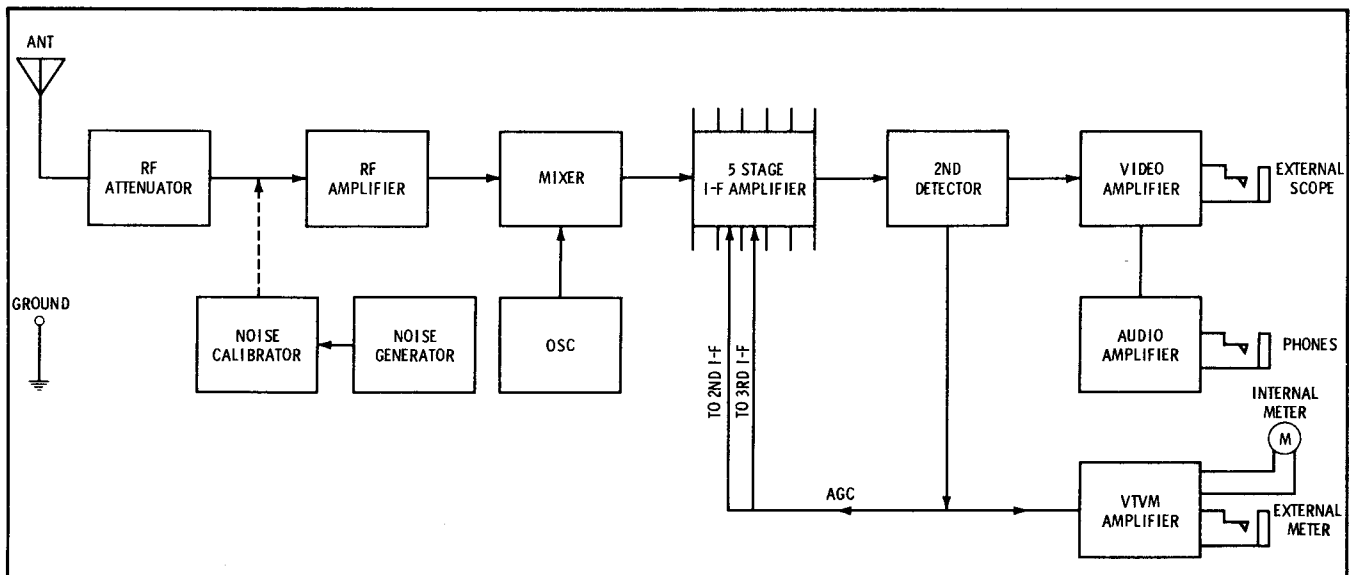 ANT
RF
ATTENUATOR
RF
AMPLIFIER
MIXER
5 STAGE
I-F AMPLIFIER
2ND
DETECTOR
VIDEO
AMPLIFIER
EXTERNAL
SCOPE
GROUND
NOISE
CALIBRATOR
NOISE
GENERATOR
OSC
TO 2ND I-F
TO 3RD I-F
AUDIO
AMPLIFIER
PHONES
INTERNAL
METER
M
AGC
VTVM
AMPLIFIER
EXTERNAL
METER